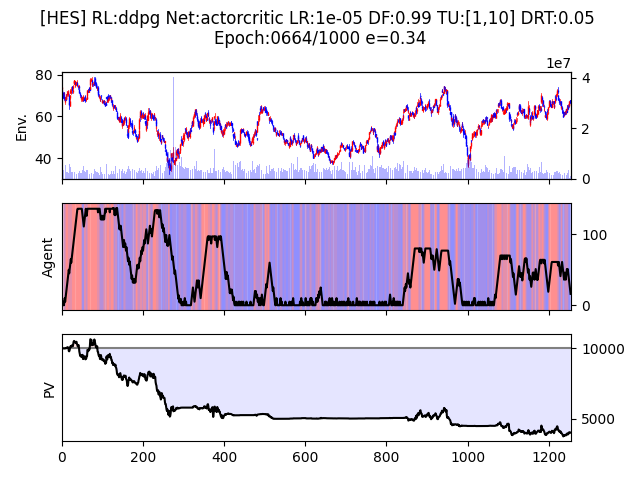 [HES] RL:ddpg Net:actorcritic LR:1e-05 DF:0.99 TU:[1,10] DRT:0.05
Epoch:0664/1000 e=0.34
1e7
Env.
80
60
40
4
2
0
Agent
100
0
PV
10000
5000
0
200
400
600
800
1000
1200